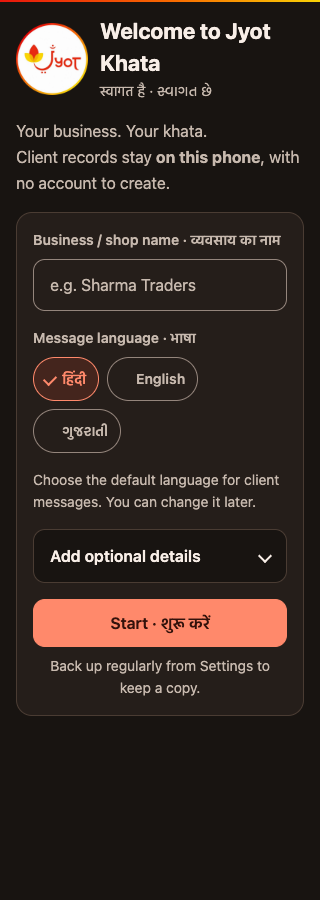 Jyot
Welcome to Jyot
Khata
स्वागत है · સ્વાગત છે
Your business. Your khata.
Client records stay on this phone, with
no account to create.
Business / shop name · व्यवसाय का नाम
e.g. Sharma Traders
Message language · भाषा
हिंदी English
ગુજરાતી
Choose the default language for client
messages. You can change it later.
Add optional details
Start · शुरू करें
Back up regularly from Settings to
keep a copy.